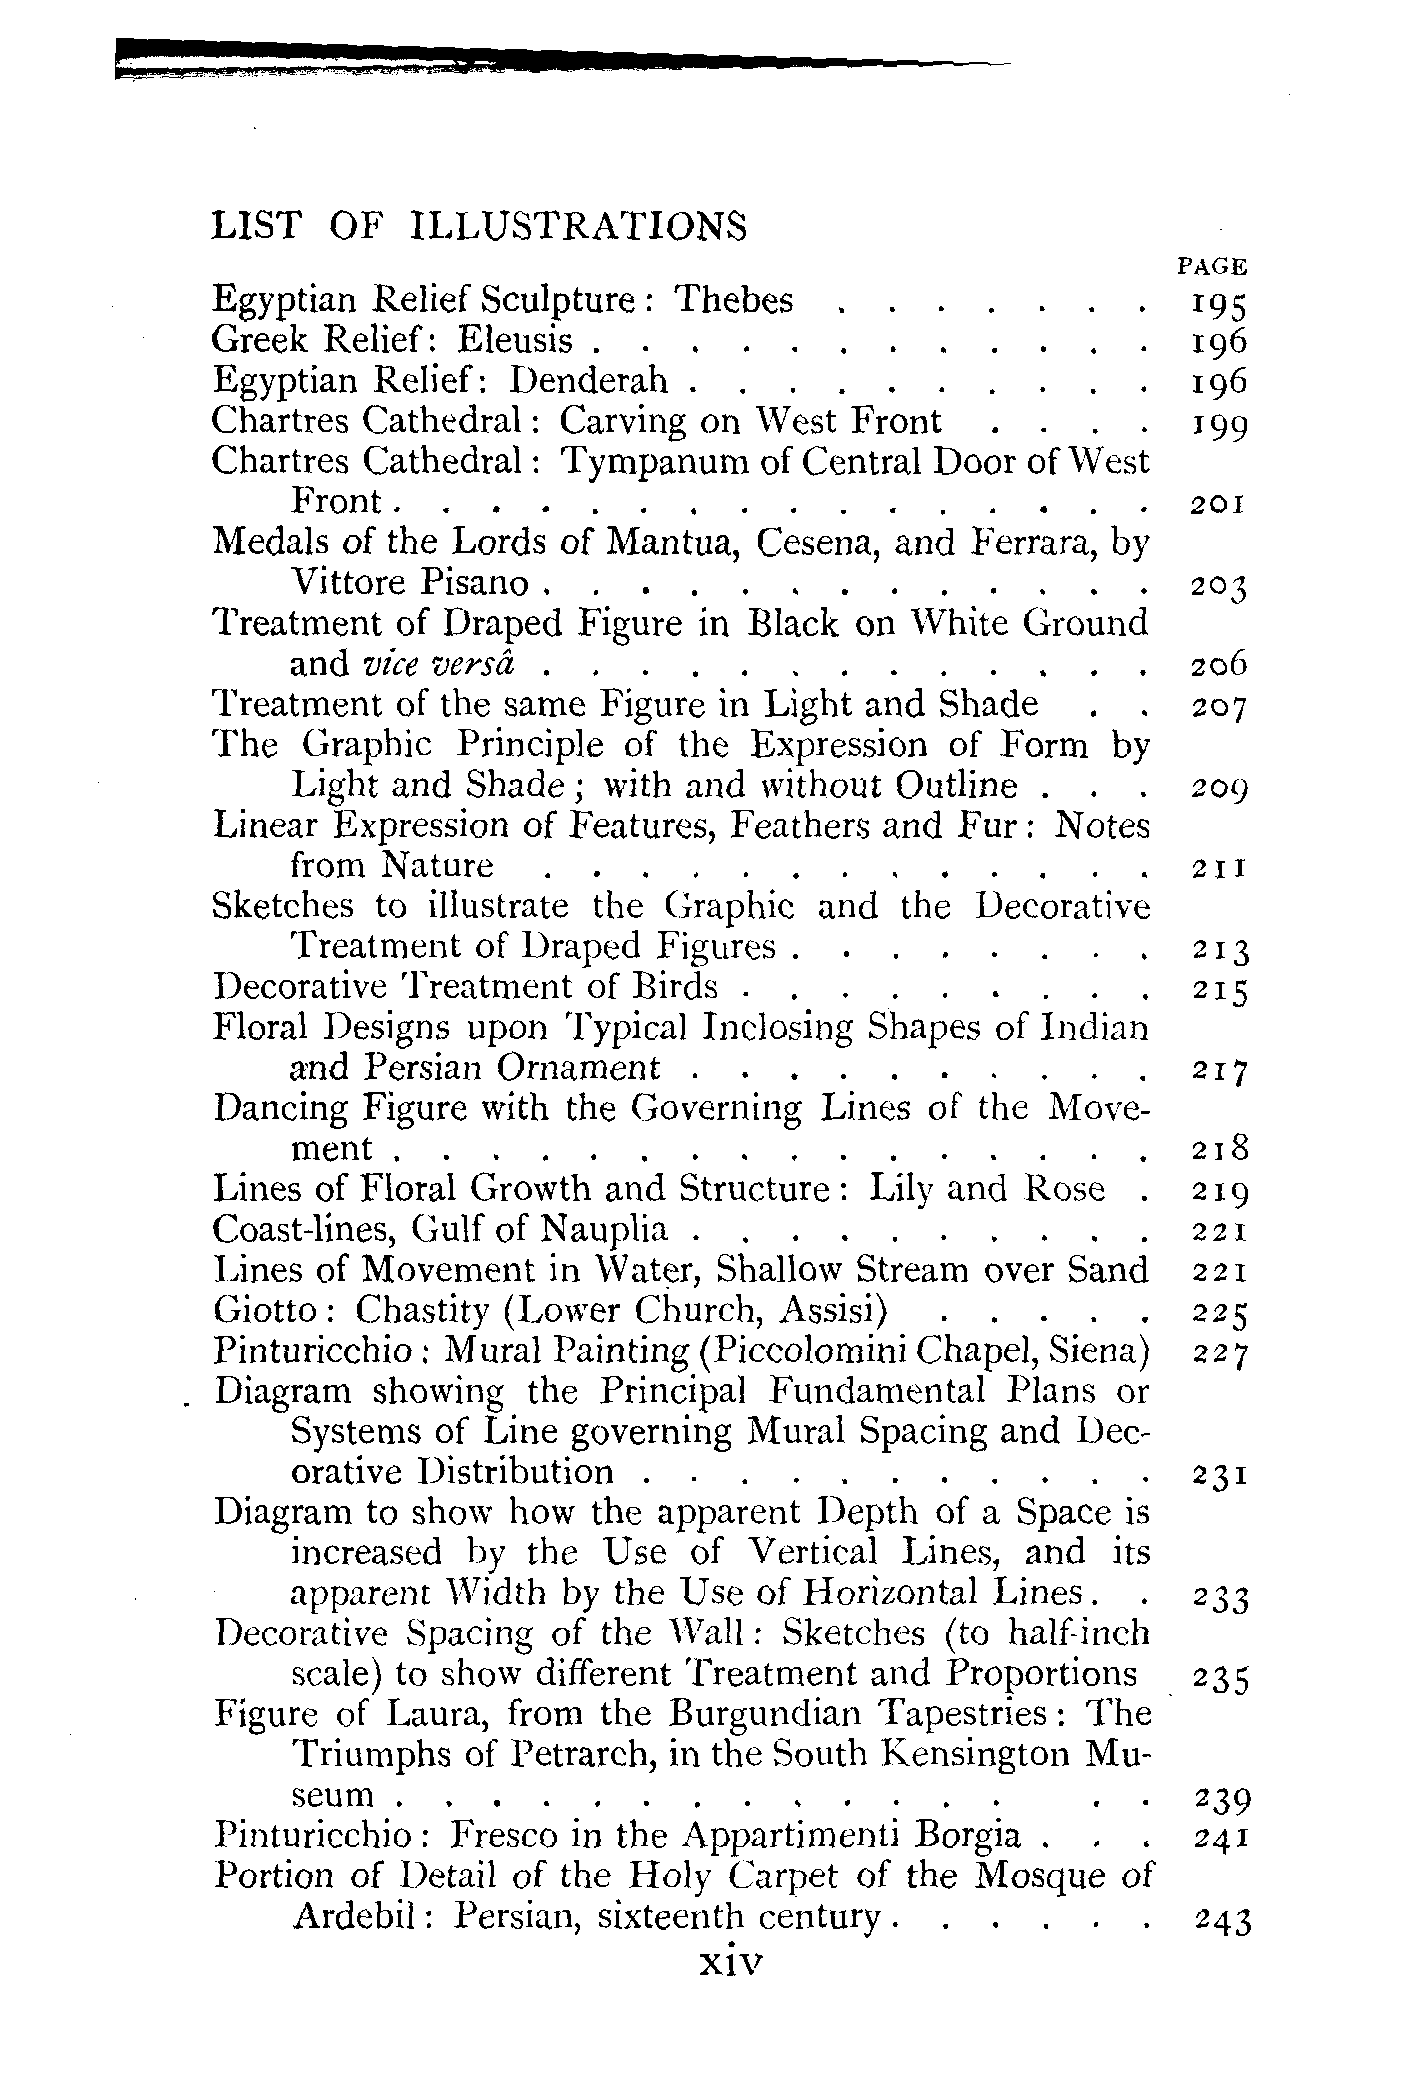 LIST OF ILLUSTRATIONS
PAGE
Egyptian Relief Sculpture : Thebes . . . . . . . 195
Greek Relief : Eleusis . . . . . . . . . . . . 196
Egyptian Relief : Denderah . . . . . . . . . . 196
Chartres Cathedral : Carving on West Front . . . . 199
Chartres Cathedral : Tympanum of Central Door of West
Front . . . . . . . . . . . . . . . . 201
Medals of the Lords of Mantua, Cesena, and Ferrara, by
Vittore Pisano . . . . . . . . . . . . . 203
Treatment of Draped Figure in Black on White Ground
and vice versâ . . . . . . . . . . . . . 206
Treatment of the same Figure in Light and Shade . . 207
The Graphic Principle of the Expression of Form by
Light and Shade ; with and without Outline . . . 209
Linear Expression of Features, Feathers and Fur : Notes
from Nature . . . . . . . . . . . . . 211
Sketches to illustrate the Graphic and the Decorative
Treatment of Draped Figures . . . . . . . . 213
Decorative Treatment of Birds . . . . . . . . . 215
Floral Designs upon Typical Inclosing Shapes of Indian
and Persian Ornament . . . . . . . . . . 217
Dancing Figure with the Governing Lines of the Move-
ment . . . . . . . . . . . . . . . . 218
Lines of Floral Growth and Structure : Lily and Rose . 219
Coast-lines, Gulf of Nauplia . . . . . . . . . . 221
Lines of Movement in Water, Shallow Stream over Sand 221
Giotto : Chastity (Lower Church, Assisi) . . . . . 225
Pinturicchio : Mural Painting (Piccolomini Chapel, Siena) 227
Diagram showing the Principal Fundamental Plans or
Systems of Line governing Mural Spacing and Dec-
orative Distribution . . . . . . . . . . . 231
Diagram to show how the apparent Depth of a Space is
increased by the Use of Vertical Lines, and its
apparent Width by the Use of Horizontal Lines . . 233
Decorative Spacing of the Wall : Sketches (to half-inch
scale) to show different Treatment and Proportions 235
Figure of Laura, from the Burgundian Tapestries : The
Triumphs of Petrarch, in the South Kensington Mu-
seum . . . . . . . . . . . . . . . 239
Pinturicchio : Fresco in the Appartimenti Borgia . . . 241
Portion of Detail of the Holy Carpet of the Mosque of
Ardebil : Persian, sixteenth century . . . . . . 243
xiv